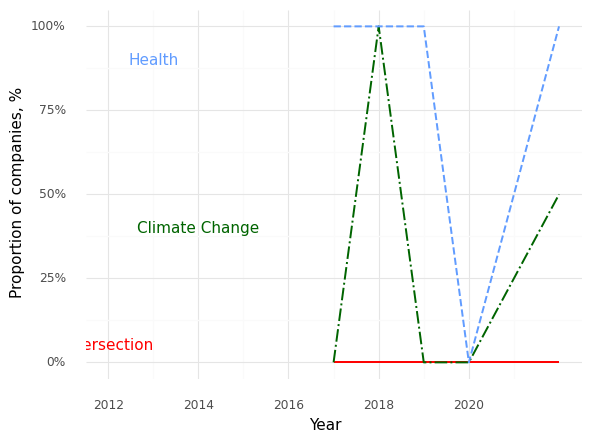 100%
Health
75%
Proportion of companies, %
50%
Climate Change
25%
ersection
0%
2012 2014 2016 2018 2020
Year